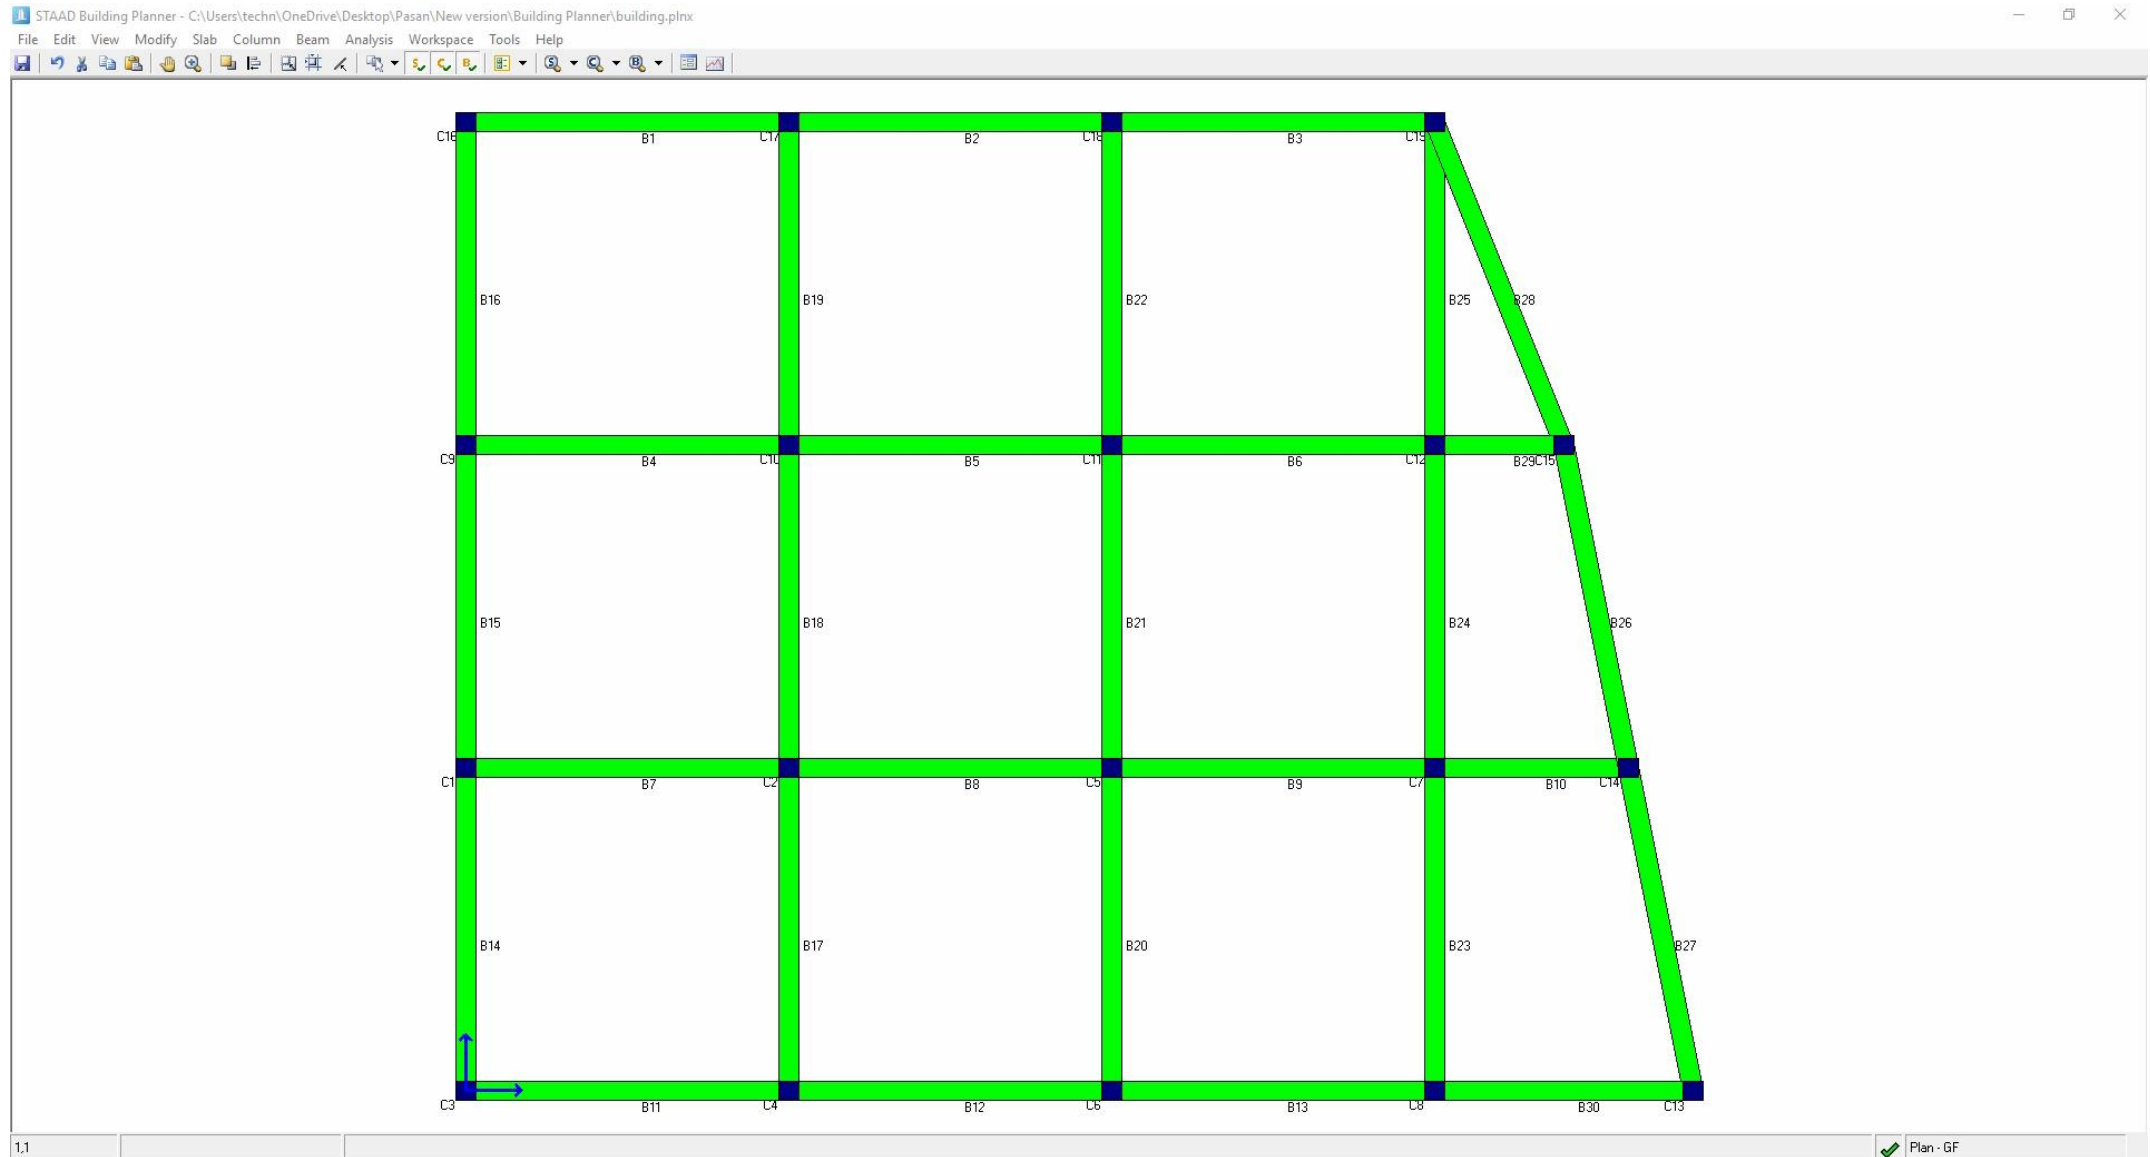 STAAD Building Planner - C:\Users\techn\OneDrive\Desktop\Pasan\New version\Building Planner\building.plnx
File Edit View Modify Slab Column Beam Analysis Workspace Tools Help
C16 B1 C17 B2 C18 B3 C19
B16 B19 B22 B25 B28
C9 B4 C10 B5 C11 B6 C12 B29 C15
B15 B18 B21 B24 B26
C1 B7 C2 B8 C5 B9 C7 B10 C14
B14 B17 B20 B23 B27
C3 B11 C4 B12 C6 B13 C8 B30 C13
1,1 Plan - GF